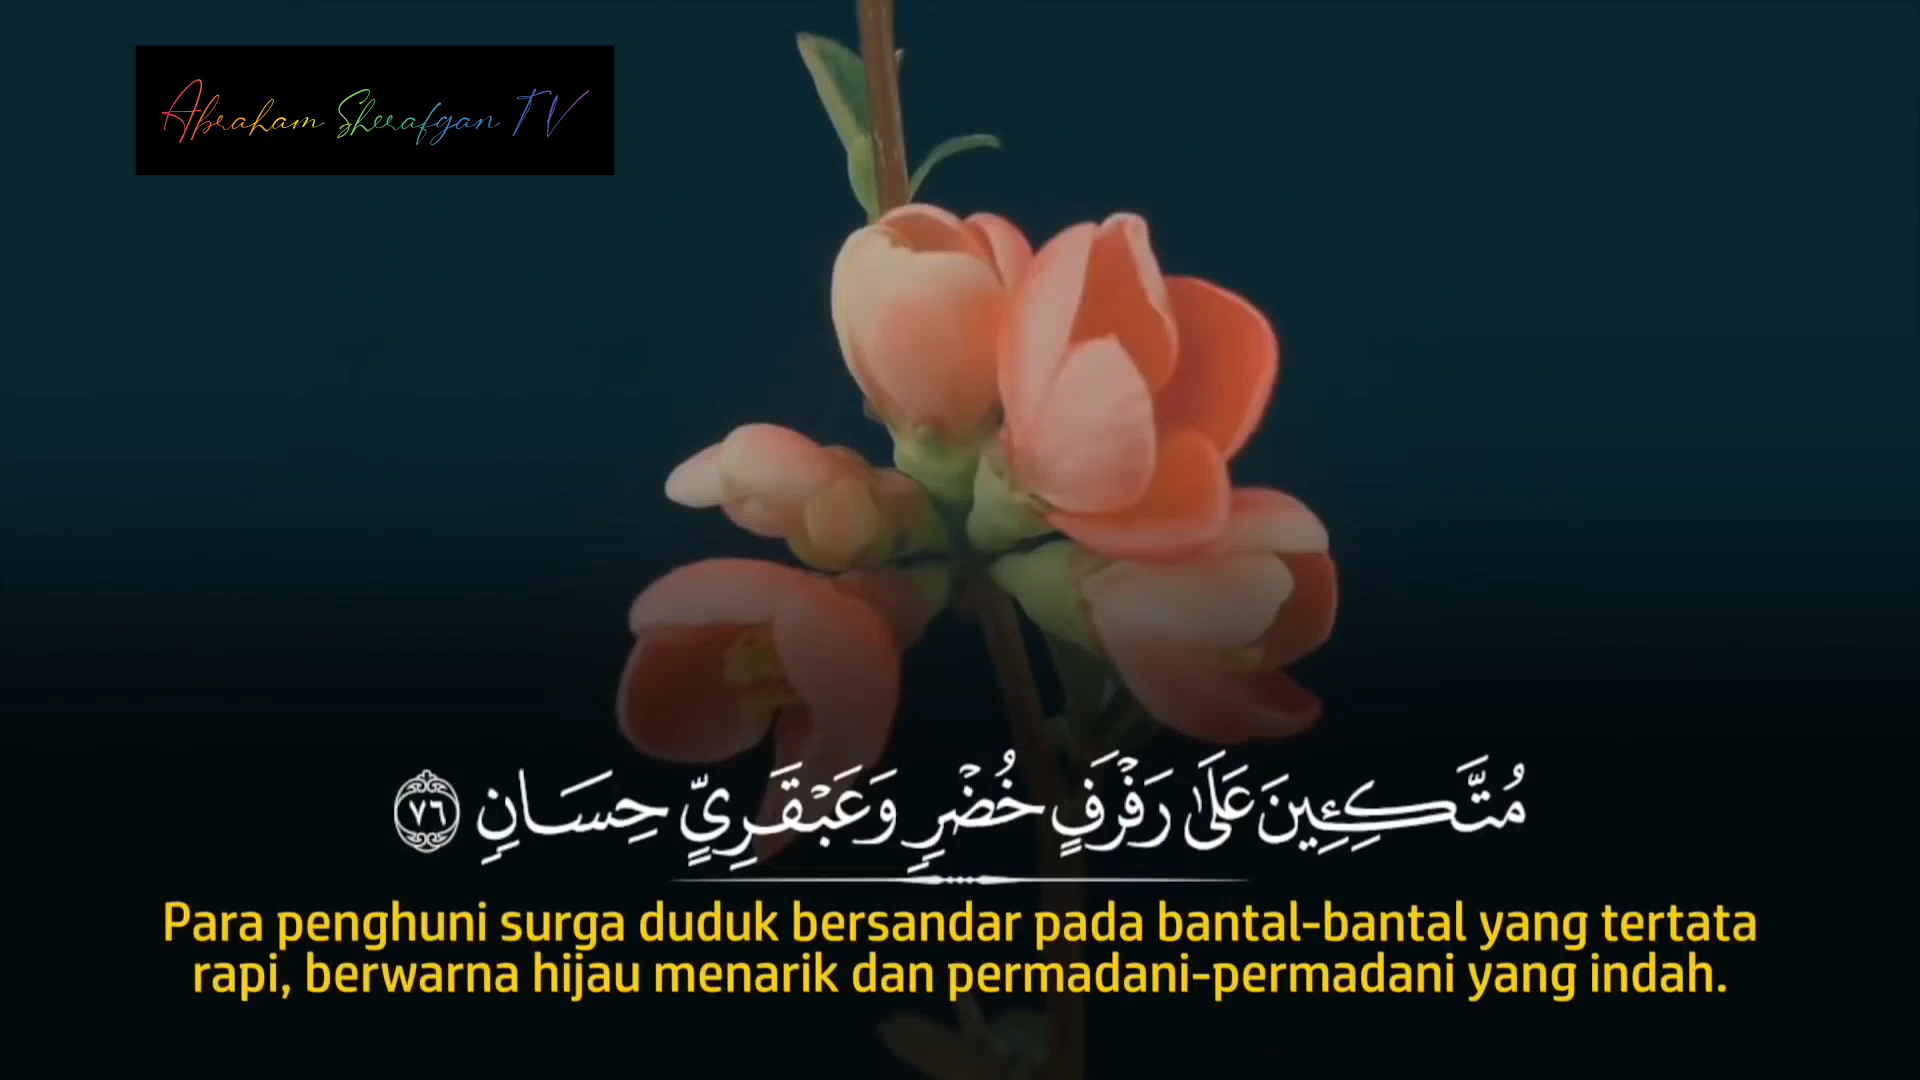 Abraham Sherafgan TV
مُتَّكِـِٔينَ عَلَىٰ رَفْرَفٍ خُضْرٍ وَعَبْقَرِىٍّ حِسَانٍ ٧٦
Para penghuni surga duduk bersandar pada bantal-bantal yang tertata
rapi, berwarna hijau menarik dan permadani-permadani yang indah.